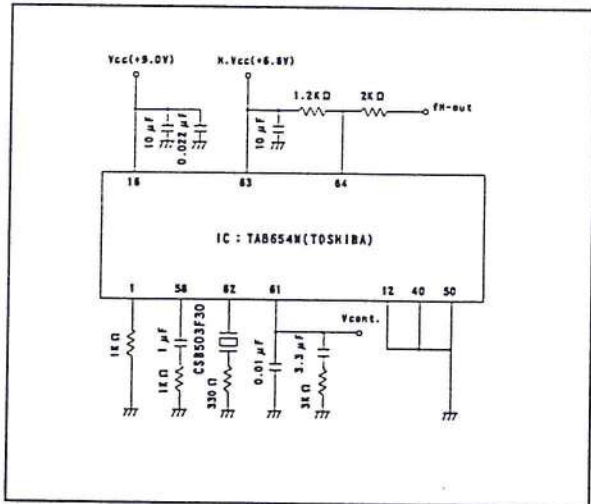 Vcc(+9.0V)
H.Vcc(+6.8V)
1.2KΩ
2KΩ
fH-out
10 μF
0.022 μF
10 μF
16
63
64
IC : TA8654N(TOSHIBA)
1
58
62
61
12
40
50
Vcont.
1KΩ
1 μF
1KΩ
CSB503F30
330Ω
0.01 μF
3.3 μF
3KΩ